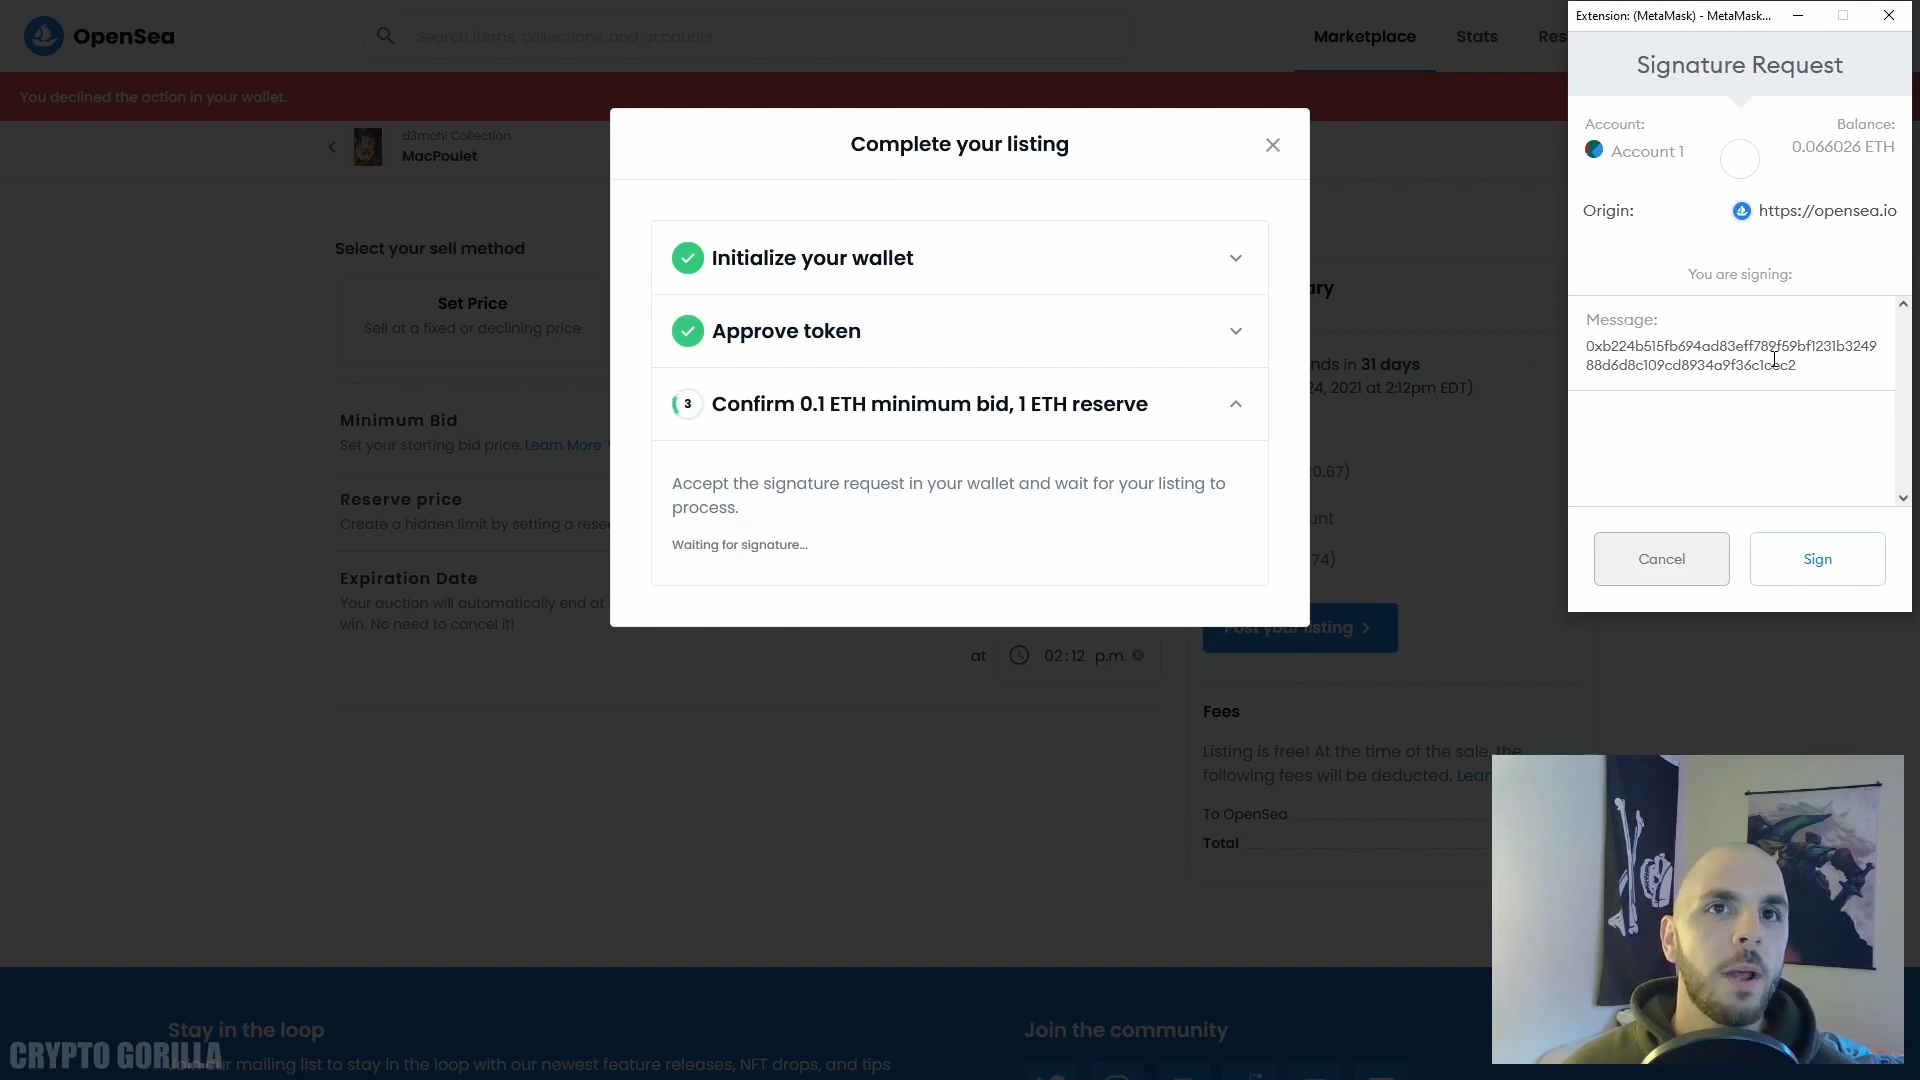 OpenSea
Search items, collections, and accounts
Marketplace
Stats
Res
You declined the action in your wallet.
d3mchi Collection
MacPoulet
Select your sell method
Set Price
Sell at a fixed or declining price
Minimum Bid
Set your starting bid price. Learn More
Reserve price
Create a hidden limit by setting a rese
Expiration Date
Your auction will automatically end at
win. No need to cancel it!
at 02:12 p.m.
Complete your listing
Initialize your wallet
Approve token
3 Confirm 0.1 ETH minimum bid, 1 ETH reserve
Accept the signature request in your wallet and wait for your listing to
process.
Waiting for signature...
ary
nds in 31 days
24, 2021 at 2:12pm EDT)
0.67)
unt
74)
Post your listing
Fees
Listing is free! At the time of the sale, the
following fees will be deducted. Lear
To OpenSea
Total
Extension: (MetaMask) - MetaMask...
Signature Request
Account:
Account 1
Balance:
0.066026 ETH
Origin:
https://opensea.io
You are signing:
Message:
0xb224b515fb694ad83eff789f59bf1231b3249
88d6d8c109cd8934a9f36c1cec2
Cancel
Sign
Stay in the loop
ur mailing list to stay in the loop with our newest feature releases, NFT drops, and tips
Join the community
CRYPTO GORILLA